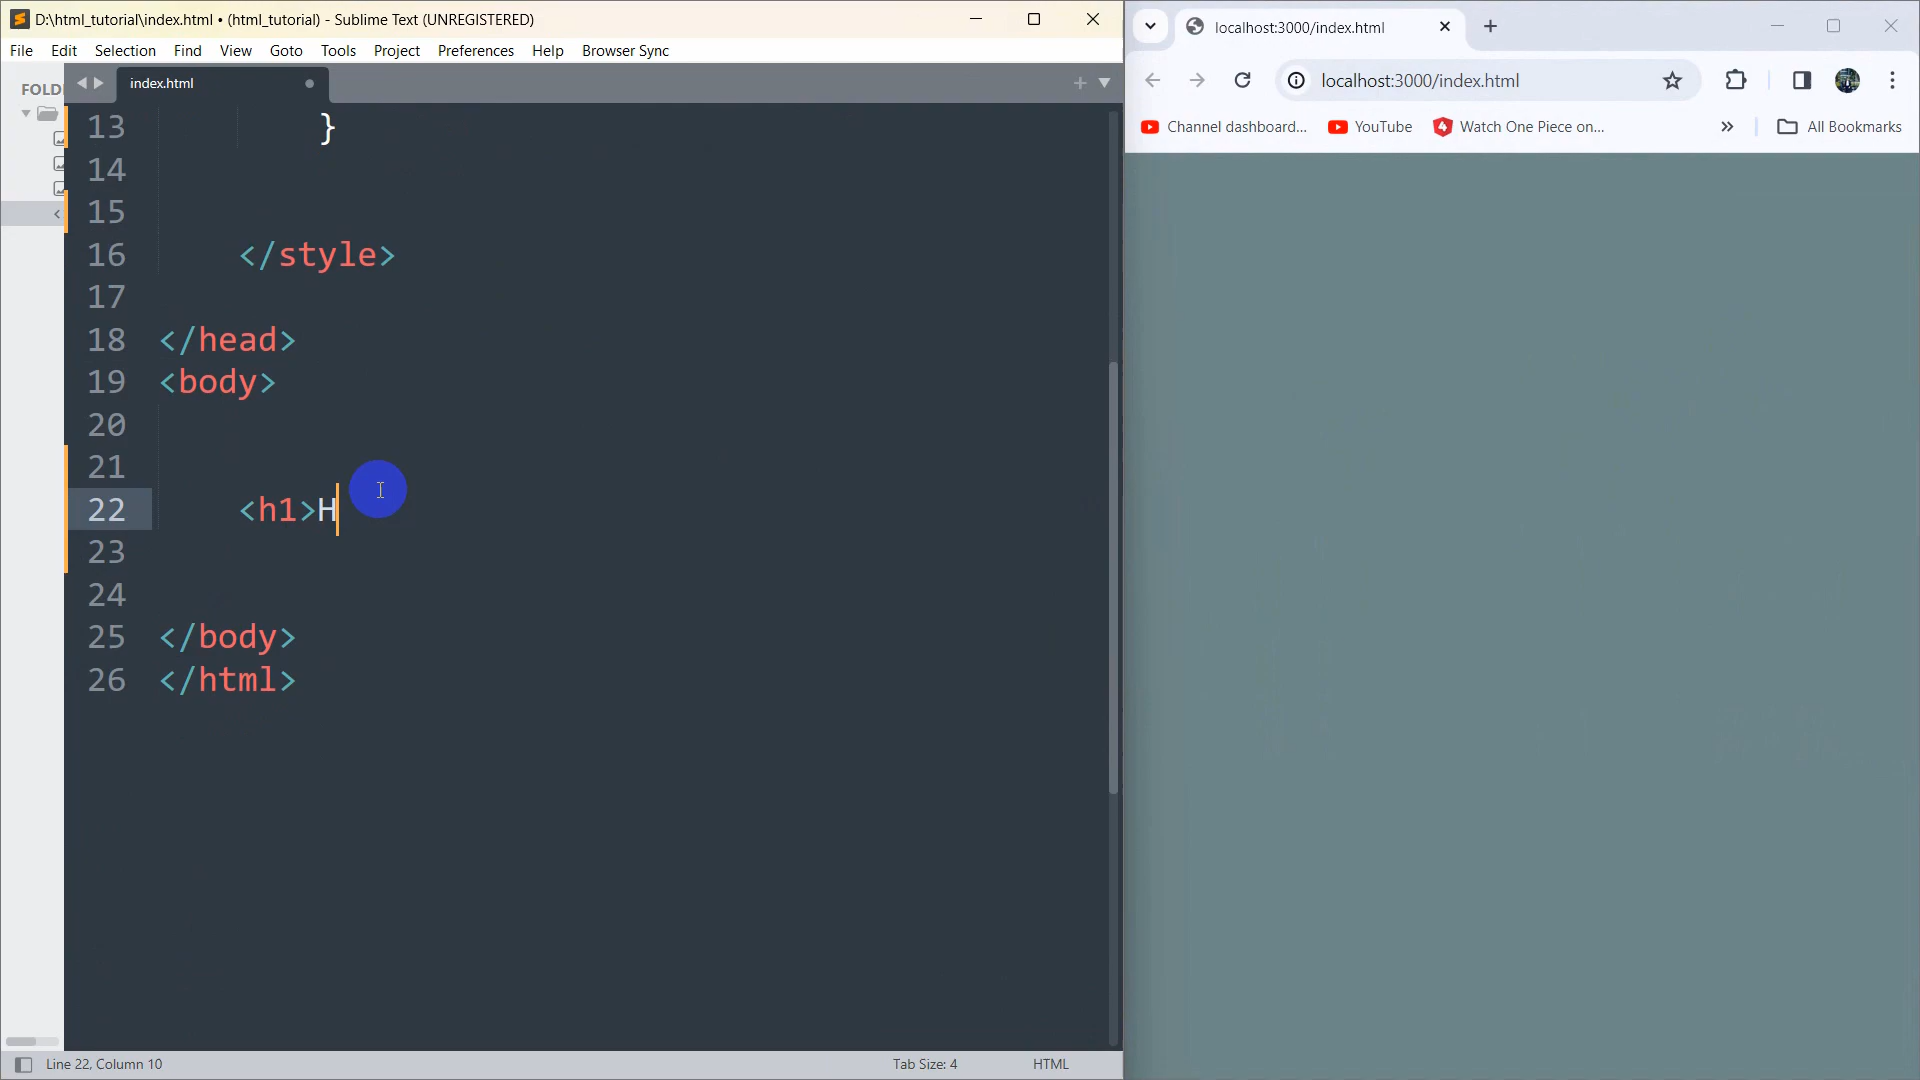 D:\html_tutorial\index.html • (html_tutorial) - Sublime Text (UNREGISTERED)
File Edit Selection Find View Goto Tools Project Preferences Help Browser Sync
index.html
13 }
14
15
16 </style>
17
18 </head>
19 <body>
20
21
22 <h1>H
23
24
25 </body>
26 </html>
Line 22, Column 10 Tab Size: 4 HTML
localhost:3000/index.html
localhost:3000/index.html
Channel dashboard... YouTube Watch One Piece on... » All Bookmarks